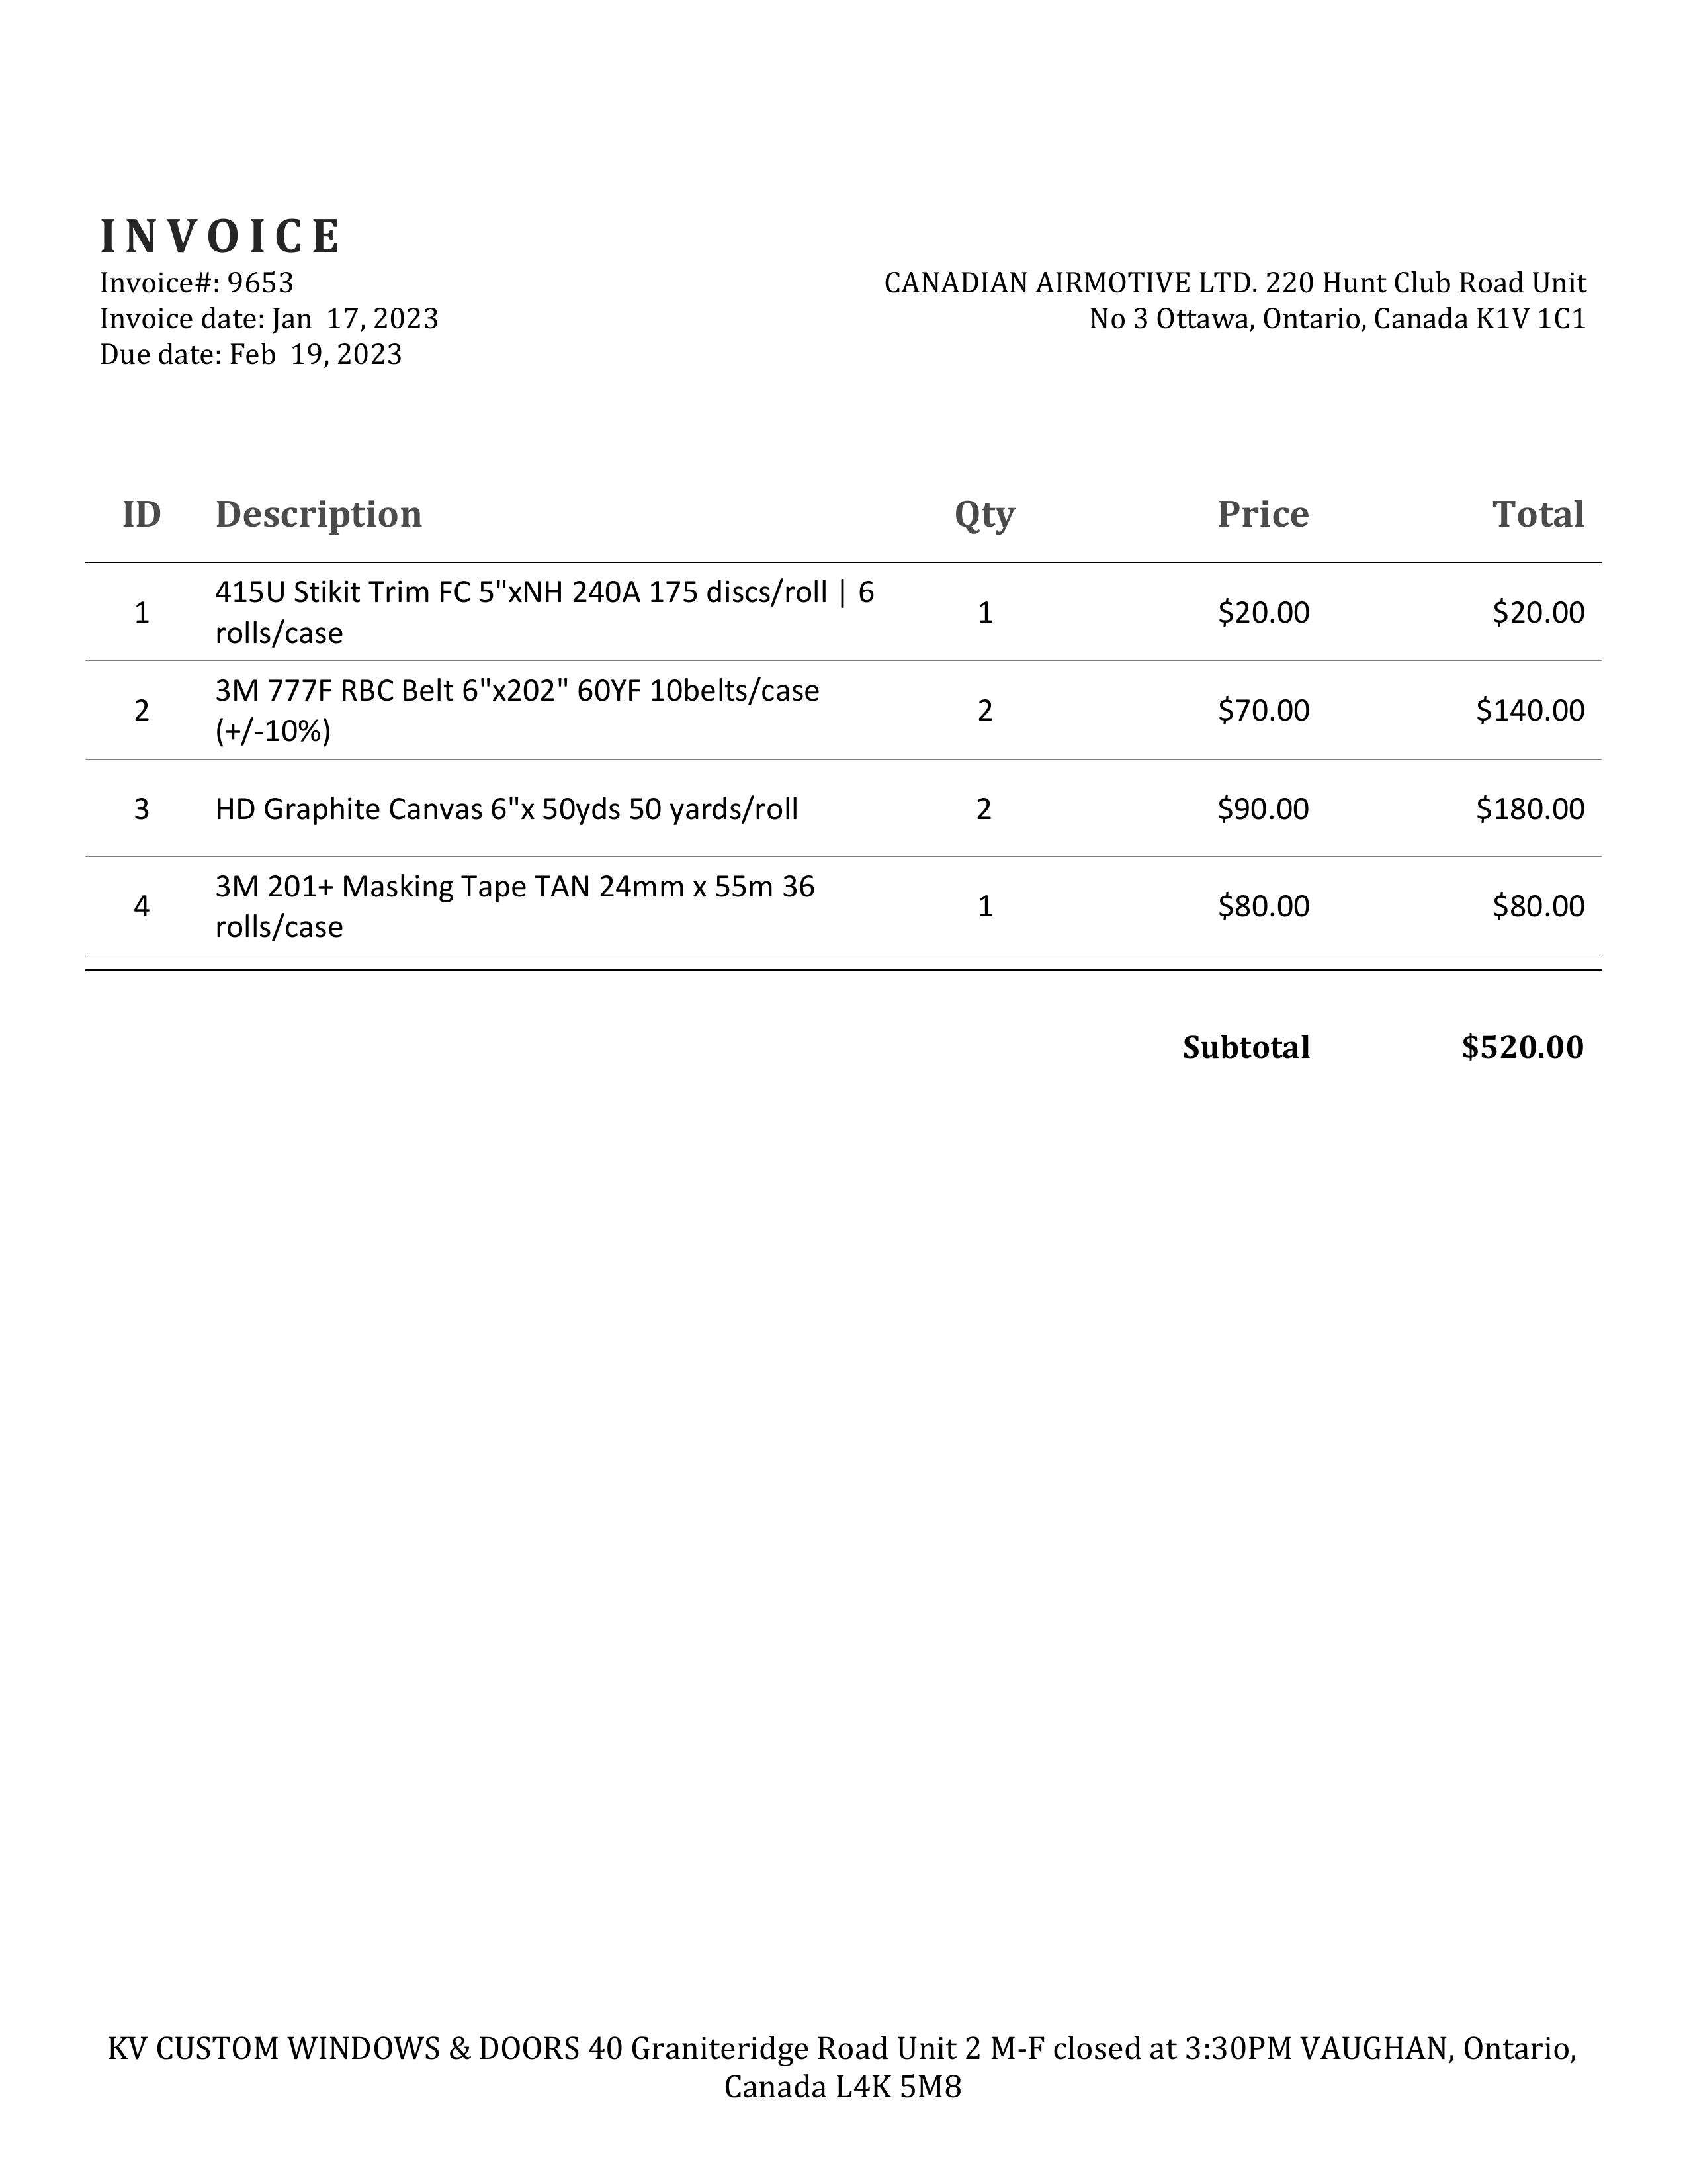 INVOICE
Invoice#: 9653
Invoice date: Jan  17, 2023
Due date: Feb  19, 2023
CANADIAN AIRMOTIVE LTD. 220 Hunt Club Road Unit
No 3 Ottawa, Ontario, Canada K1V 1C1
ID Description Qty Price Total
1 415U Stikit Trim FC 5"xNH 240A 175 discs/roll | 6
rolls/case 1 $20.00 $20.00
2 3M 777F RBC Belt 6"x202" 60YF 10belts/case
(+/-10%) 2 $70.00 $140.00
3 HD Graphite Canvas 6"x 50yds 50 yards/roll 2 $90.00 $180.00
4 3M 201+ Masking Tape TAN 24mm x 55m 36
rolls/case 1 $80.00 $80.00
Subtotal $520.00
KV CUSTOM WINDOWS & DOORS 40 Graniteridge Road Unit 2 M-F closed at 3:30PM VAUGHAN, Ontario,
Canada L4K 5M8